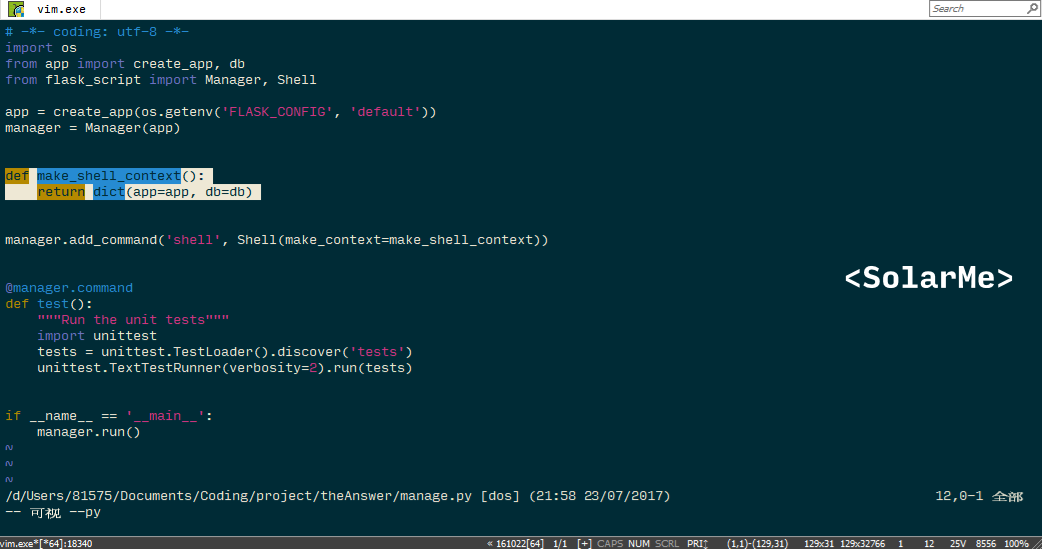 vim.exe
Search
# -*- coding: utf-8 -*-
import os
from app import create_app, db
from flask_script import Manager, Shell
app = create_app(os.getenv('FLASK_CONFIG', 'default'))
manager = Manager(app)
def make_shell_context():
    return dict(app=app, db=db)
manager.add_command('shell', Shell(make_context=make_shell_context))
<SolarMe>
@manager.command
def test():
    """Run the unit tests"""
    import unittest
    tests = unittest.TestLoader().discover('tests')
    unittest.TextTestRunner(verbosity=2).run(tests)
if __name__ == '__main__':
    manager.run()
~
~
~
/d/Users/81575/Documents/Coding/project/theAnswer/manage.py [dos] (21:58 23/07/2017) 12,0-1 全部
-- 可视 --py
vim.exe*[*64]:18340 « 161022[64] 1/1 [+] CAPS NUM SCRL PRI↕ (1,1)-(129,31) 129x31 129x32766 1 12 25V 8556 100%